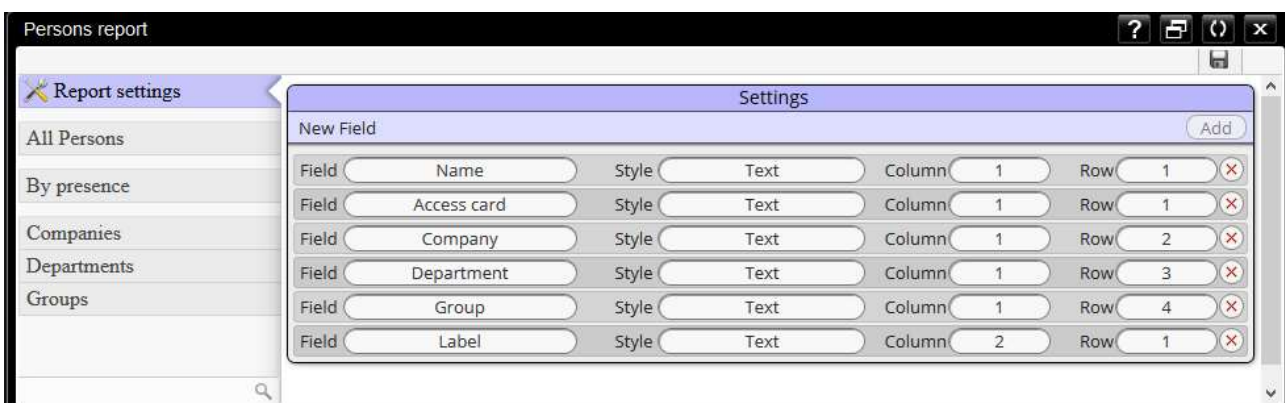 Persons report ?
Report settings
All Persons
By presence
Companies
Departments
Groups
Settings
New Field Add
Field Name Style Text Column 1 Row 1
Field Access card Style Text Column 1 Row 1
Field Company Style Text Column 1 Row 2
Field Department Style Text Column 1 Row 3
Field Group Style Text Column 1 Row 4
Field Label Style Text Column 2 Row 1